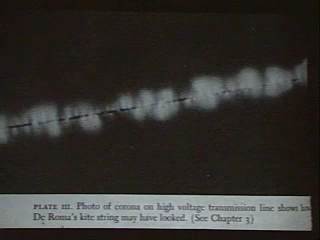 PLATE III. Photo of corona on high voltage transmission line shows
De Roma's kite string may have looked. (See Chapter 3)